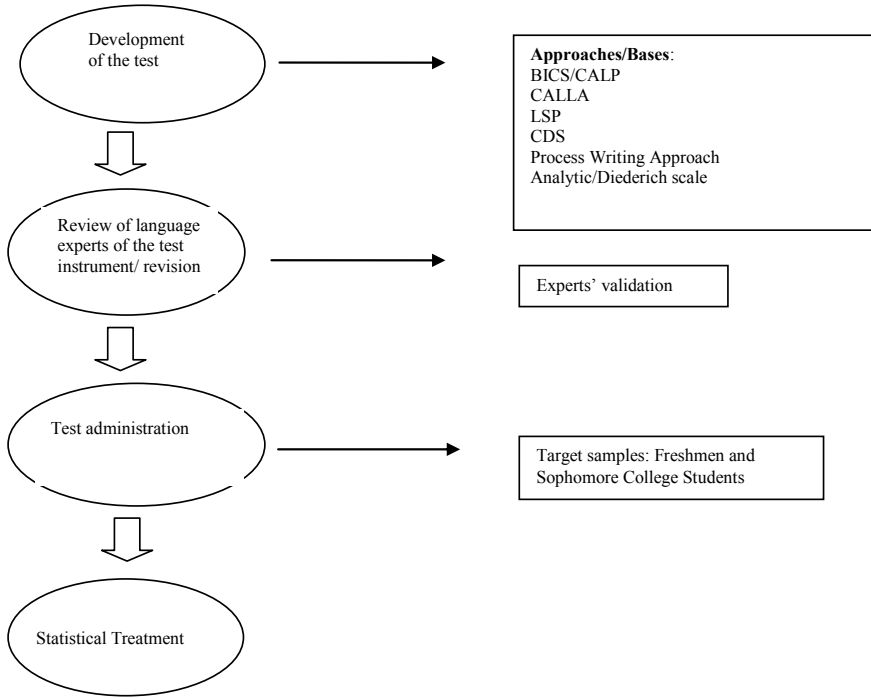 Development
of the test
Approaches/Bases:
BICS/CALP
CALLA
LSP
CDS
Process Writing Approach
Analytic/Diederich scale
Review of language
experts of the test
instrument/ revision
Experts’ validation
Test administration
Target samples: Freshmen and
Sophomore College Students
Statistical Treatment